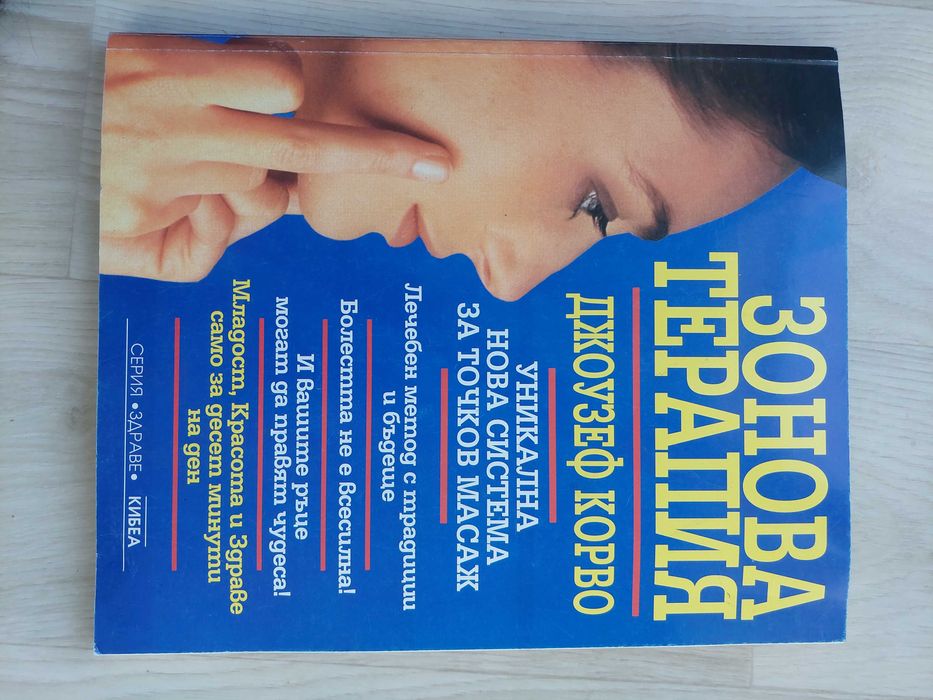 ЗОНОВА
ТЕРАПИЯ
ДЖОУЗЕФ КОРВО
УНИКАЛНА
НОВА СИСТЕМА
ЗА ТОЧКОВ МАСАЖ
Лечебен метод с традиции
и бъдеще
Болестта не е всесилна!
И вашите ръце
могат да правят чудеса!
Младост, Красота и Здраве
само за десет минути
на ден
СЕРИЯ • ЗДРАВЕ • КИБЕА